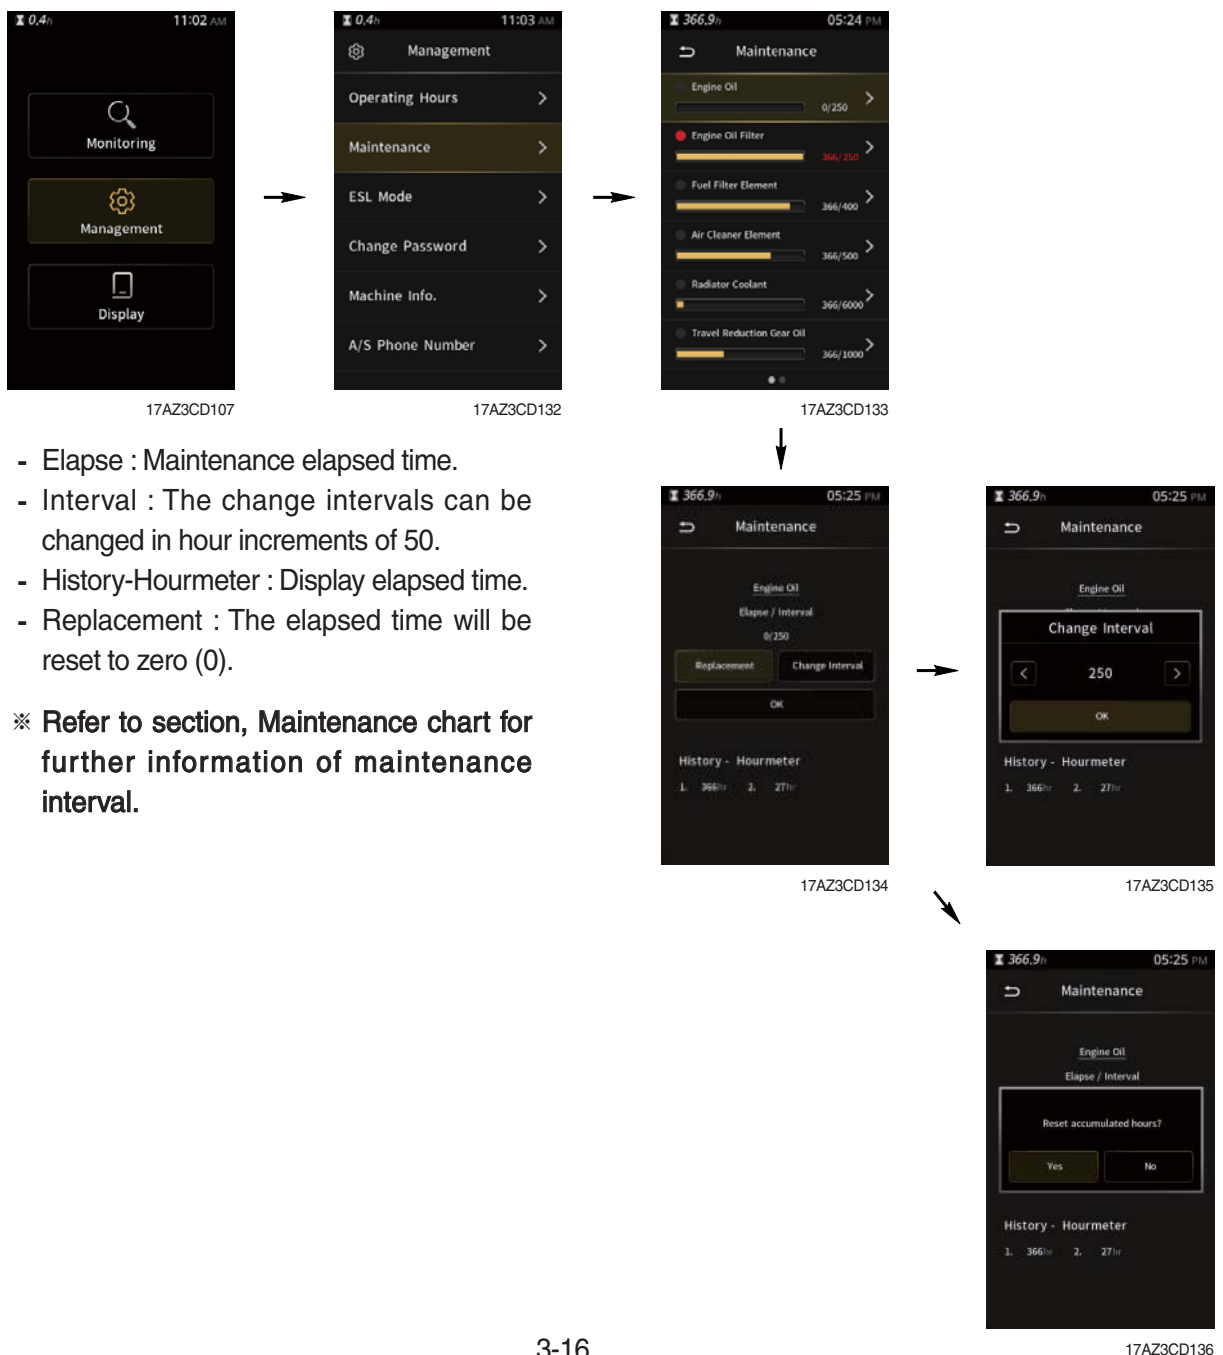 0.4h 11:02 AM
Monitoring
Management
Display
17AZ3CD107
0.4h 11:03 AM
Management
Operating Hours
Maintenance
ESL Mode
Change Password
Machine Info.
A/S Phone Number
17AZ3CD132
366.9h 05:24 PM
Maintenance
Engine Oil
0/250
Engine Oil Filter
366/250
Fuel Filter Element
366/400
Air Cleaner Element
366/500
Radiator Coolant
366/6000
Travel Reduction Gear Oil
366/1000
17AZ3CD133
- Elapse : Maintenance elapsed time.
- Interval : The change intervals can be
changed in hour increments of 50.
- History-Hourmeter : Display elapsed time.
- Replacement : The elapsed time will be
reset to zero (0).
※ Refer to section, Maintenance chart for
further information of maintenance
interval.
366.9h 05:25 PM
Maintenance
Engine Oil
Elapse / Interval
0/250
Replacement Change Interval
OK
History - Hourmeter
1. 366hr 2. 27hr
17AZ3CD134
366.9h 05:25 PM
Maintenance
Engine Oil
Change Interval
< 250 >
OK
History - Hourmeter
1. 366hr 2. 27hr
17AZ3CD135
366.9h 05:25 PM
Maintenance
Engine Oil
Elapse / Interval
Reset accumulated hours?
Yes No
History - Hourmeter
1. 366hr 2. 27hr
17AZ3CD136
3-16